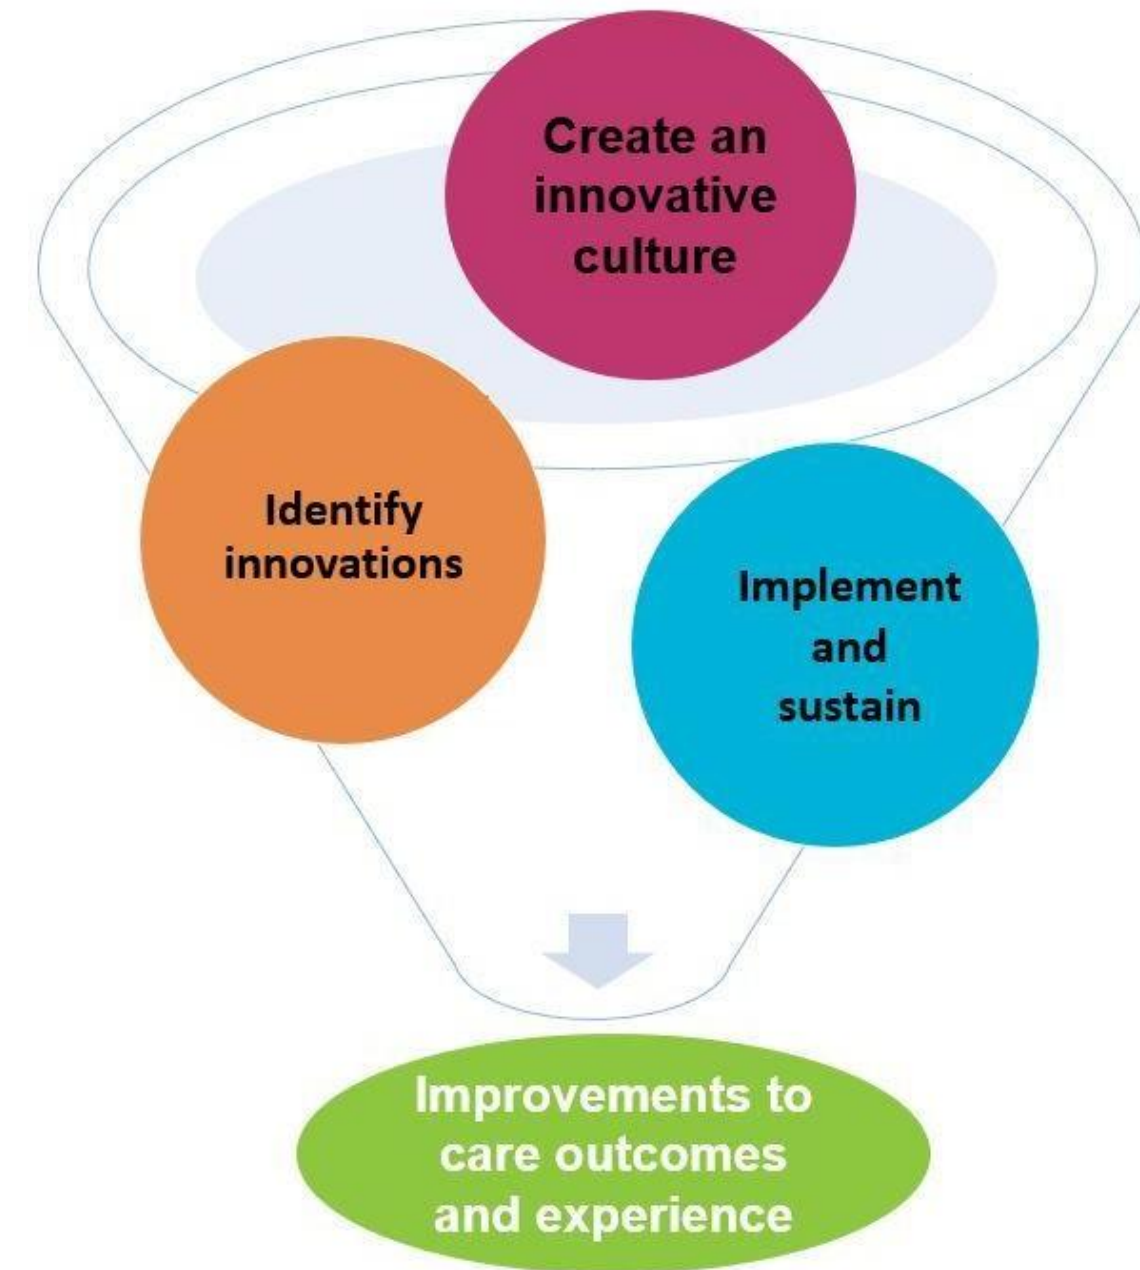 Create an
innovative
culture
Identify
innovations
Implement
and
sustain
Improvements to
care outcomes
and experience